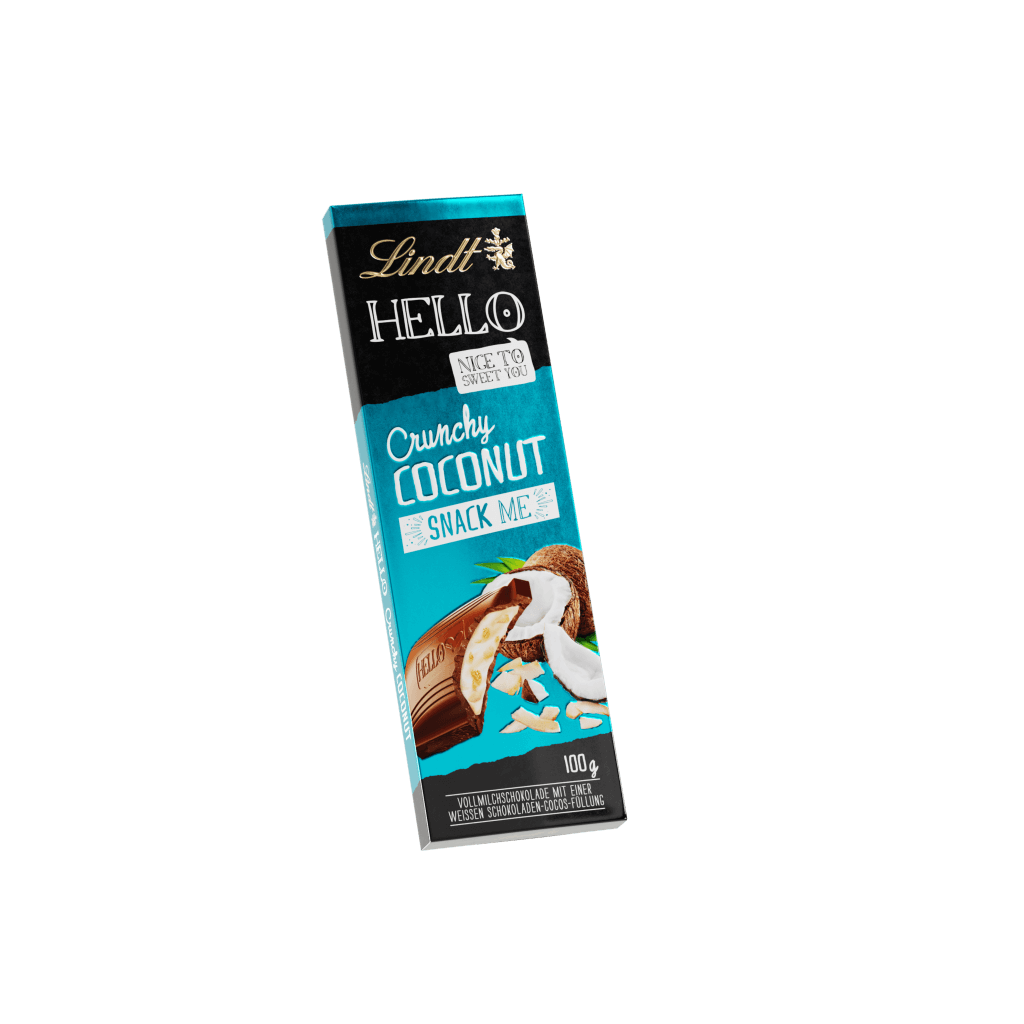 Lindt
HELLO
NICE TO
SWEET YOU
Crunchy
COCONUT
SNACK ME
HELLO
100 g
VOLLMILCHSCHOKOLADE MIT EINER
WEISSEN SCHOKOLADEN-COCOS-FÜLLUNG
Lindt HELLO Crunchy COCONUT